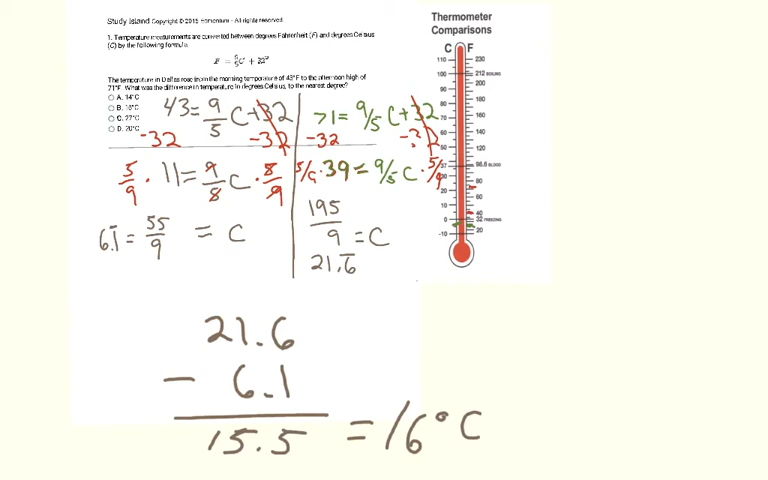 Study Island Copyright © 2015 Edmentum - All rights reserved.
1. Temperature measurements are converted between degrees Fahrenheit (F) and degrees Celsius
(C) by the following formula.
F = 9/5C + 32°
The temperature in Dallas rose from the morning temperature of 43°F to the afternoon high of
71°F. What was the difference in temperature in degrees Celsius, to the nearest degree?
A. 14°C
B. 16°C
C. 27°C
D. 20°C
43 = 9/5 C + 32
-32 -32
5/9 · 11 = 9/8 C · 8/9
6.1̅ = 55/9 = C
71 = 9/5 C + 32
-32 -32
5/9 · 39 = 9/5 C · 5/9
195/9 = C
21.6̅
21.6
- 6.1
15.5 = 16°C
Thermometer
Comparisons
C F
110 230
100 212 BOILING
200
90
80 180
70 160
60 140
50 120
37 98.6 BLOOD
30 80
20 60
10 40
0 32 FREEZING
-10 20